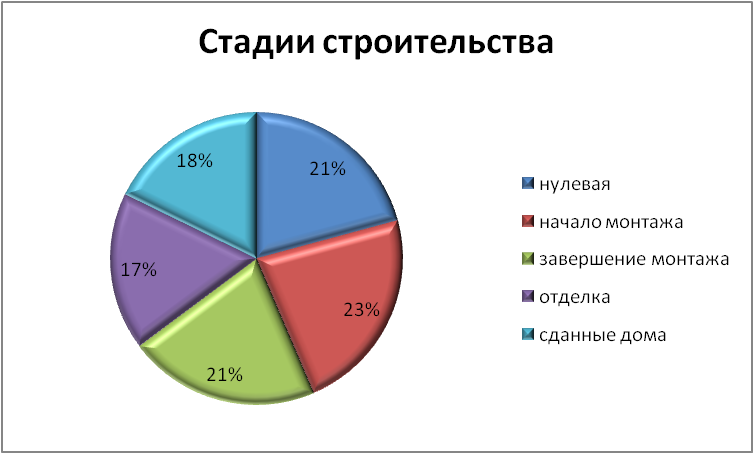 Стадии строительства
18%
21%
17%
23%
21%
нулевая
начало монтажа
завершение монтажа
отделка
сданные дома